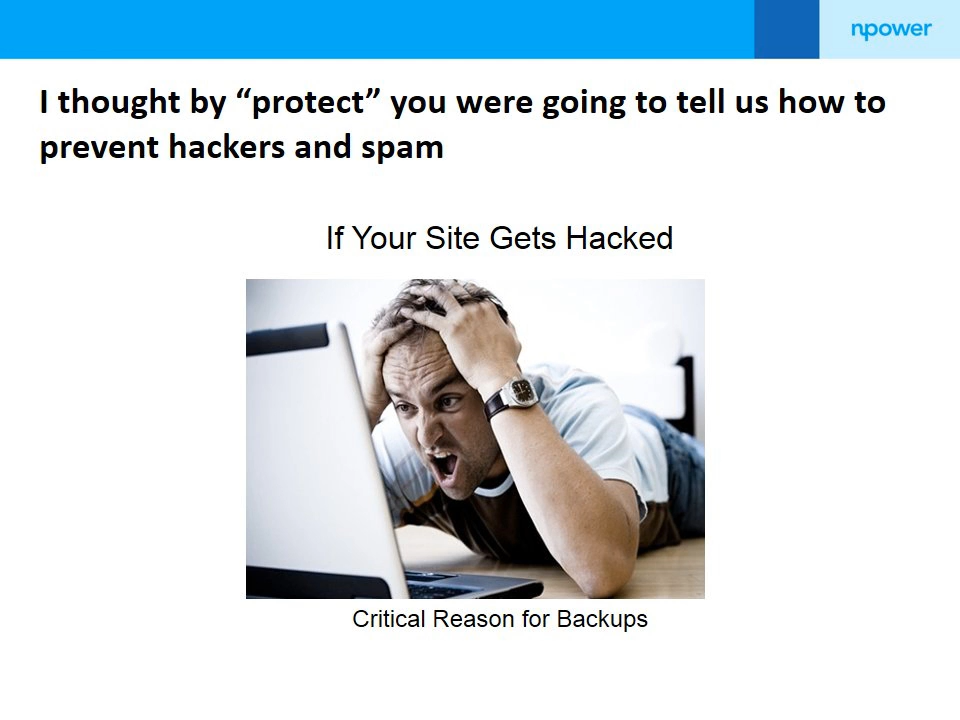 npower
I thought by “protect” you were going to tell us how to
prevent hackers and spam
If Your Site Gets Hacked
Critical Reason for Backups